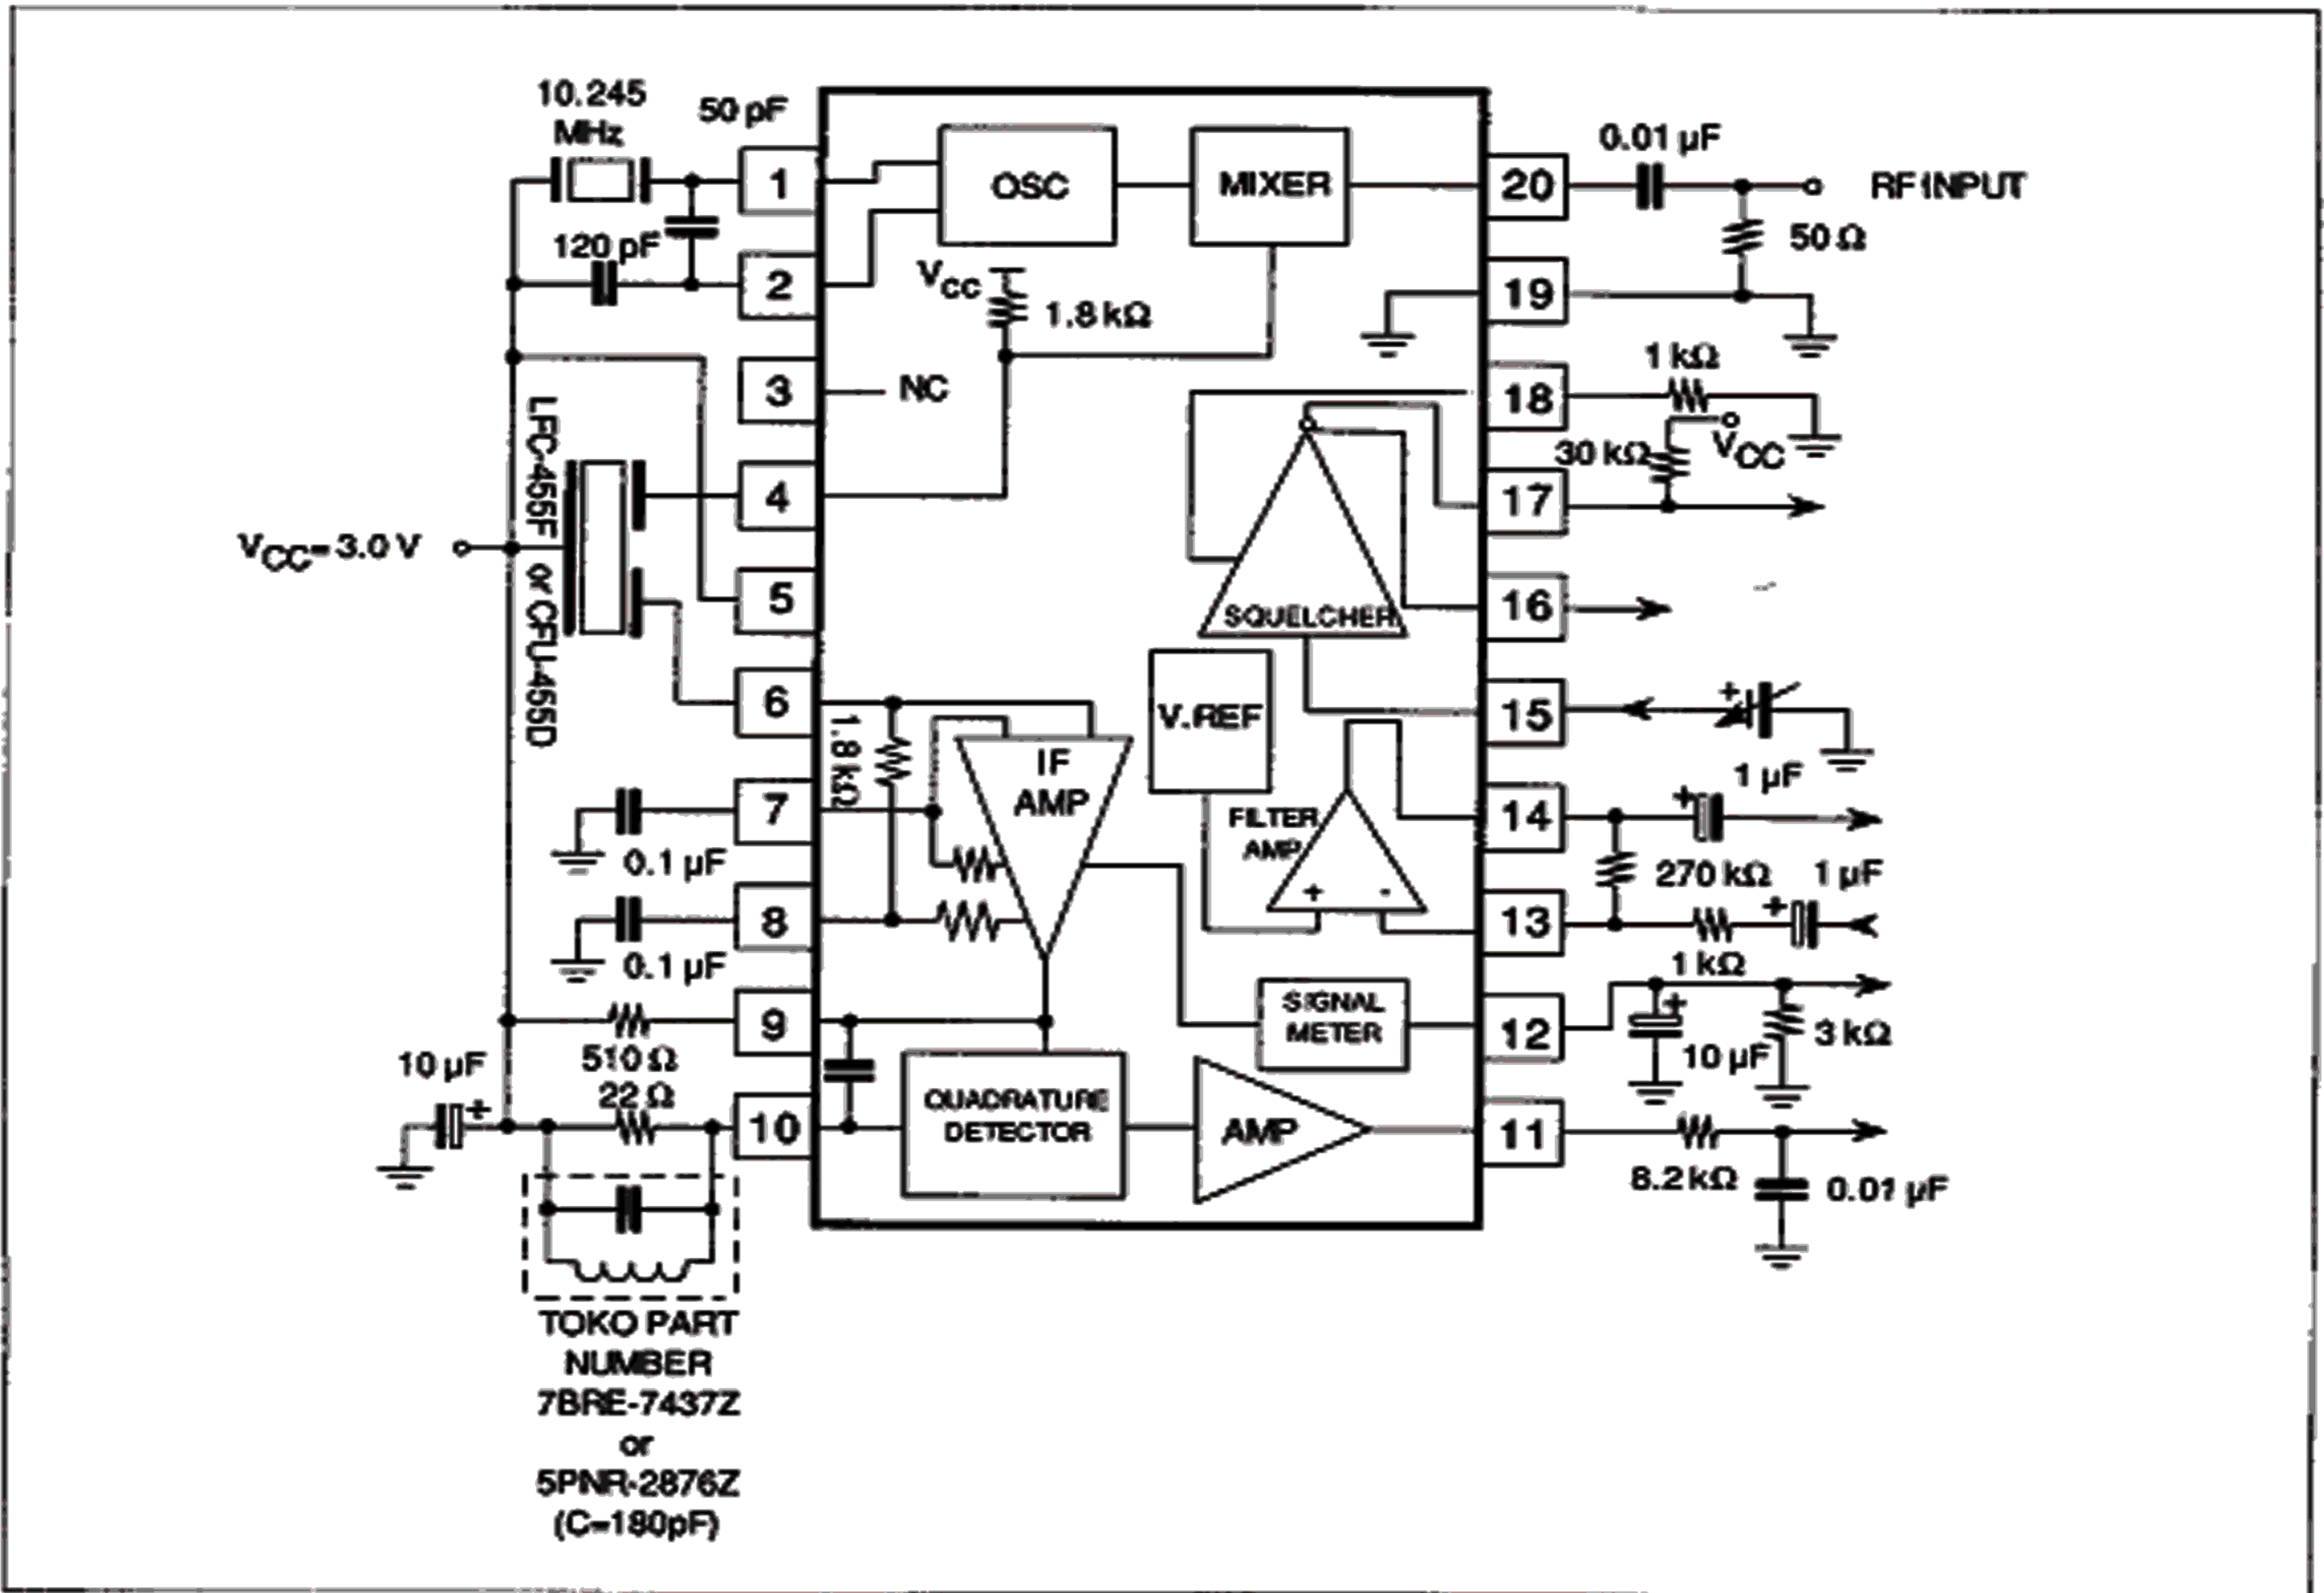 10.245
MHz
50 pF
120 pF
1
2
3
4
5
6
7
8
9
10
OSC
MIXER
V_CC
1.8 kΩ
NC
LFC-455F or CFU-455D
V_CC=3.0 V
1.8 kΩ
IF
AMP
0.1 µF
0.1 µF
510 Ω
22 Ω
10 µF
TOKO PART
NUMBER
7BRE-7437Z
or
5PNR-2876Z
(C=180pF)
SQUELCHER
V.REF
FILTER
AMP
+
-
SIGNAL
METER
QUADRATURE
DETECTOR
AMP
20
19
18
17
16
15
14
13
12
11
0.01 µF
RF INPUT
50 Ω
1 kΩ
30 kΩ
V_CC
+
1 µF
+
270 kΩ
1 µF
+
1 kΩ
+
10 µF
3 kΩ
8.2 kΩ
0.01 µF
+